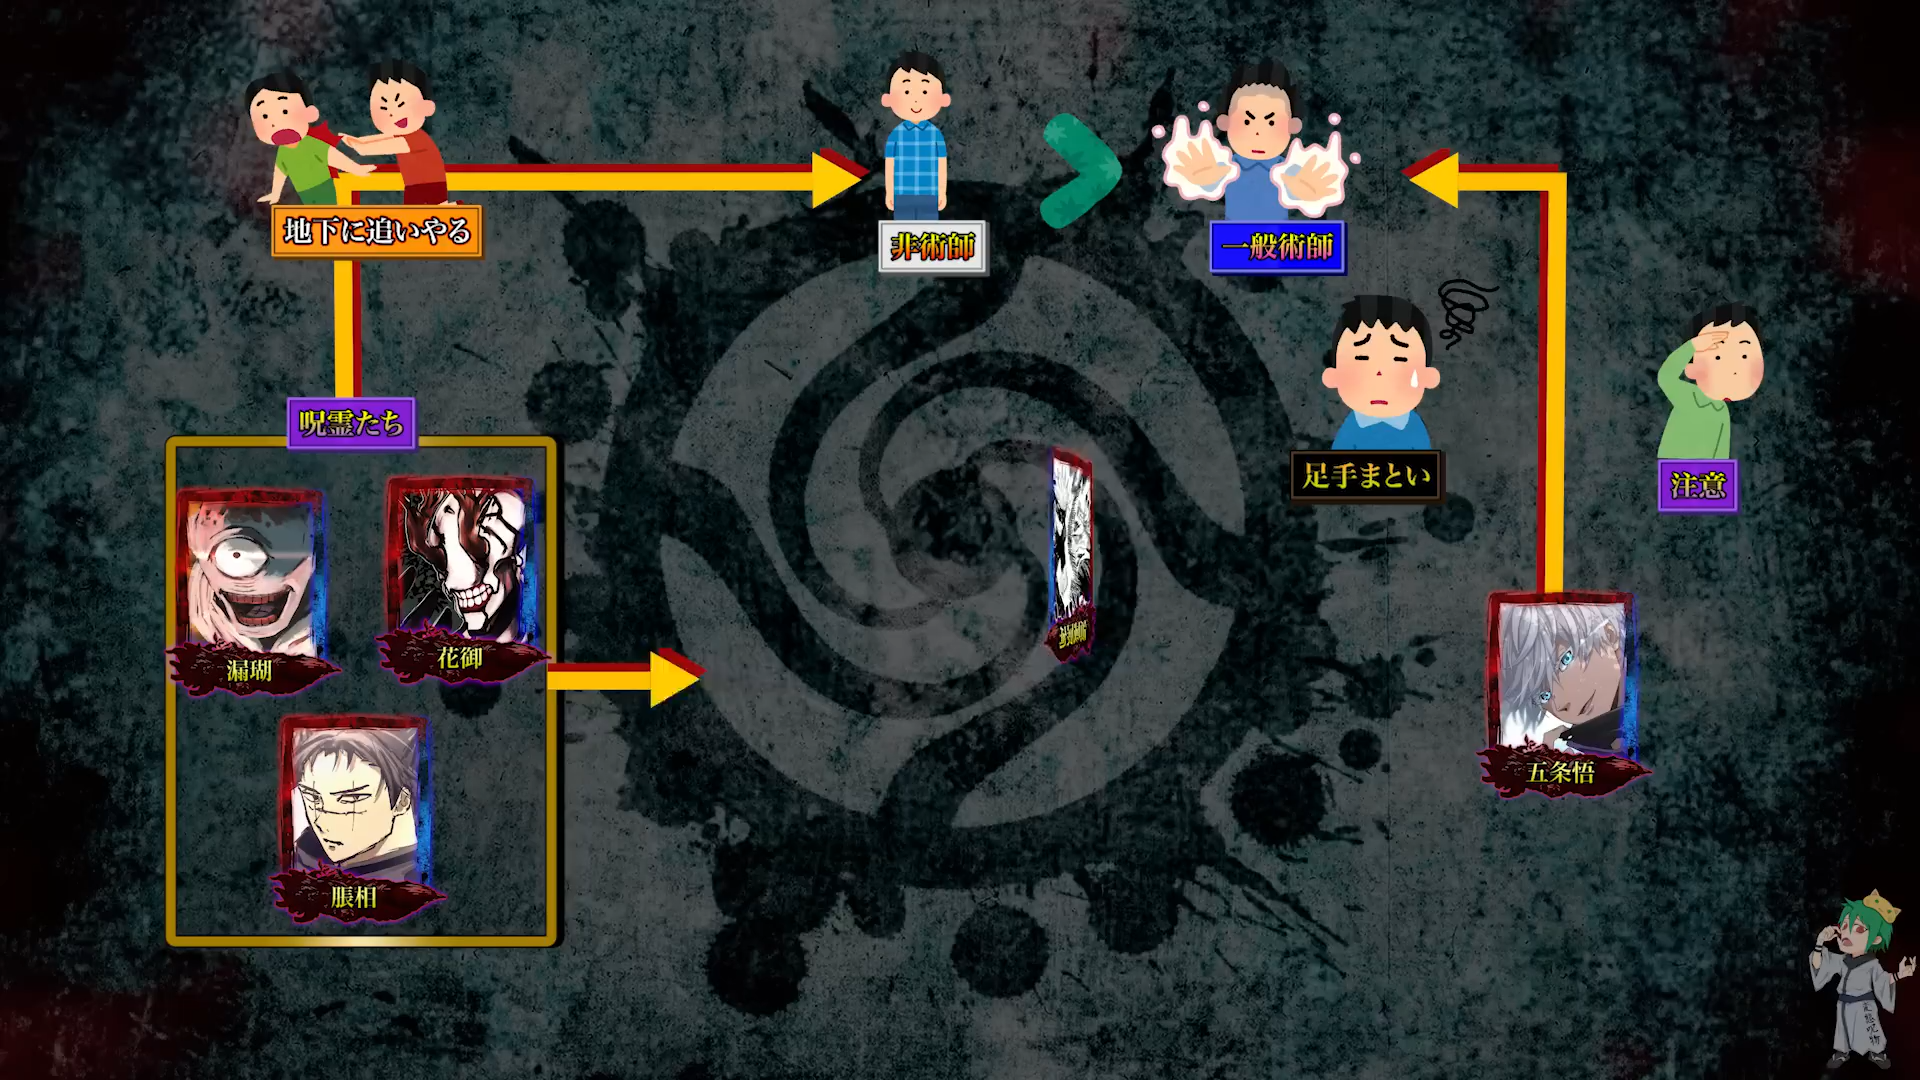 地下に追いやる
非術師
一般術師
呪霊たち
足手まとい
注意
漏瑚
花御
五条悟
脹相